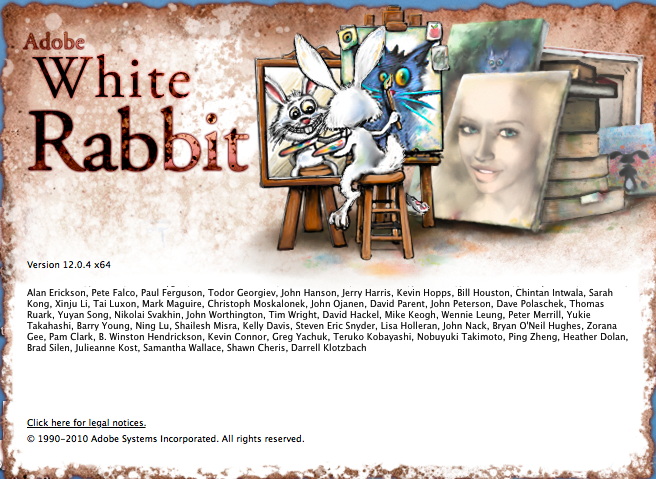 Adobe
White
Rabbit
Version 12.0.4 x64
Alan Erickson, Pete Falco, Paul Ferguson, Todor Georgiev, John Hanson, Jerry Harris, Kevin Hopps, Bill Houston, Chintan Intwala, Sarah
Kong, Xinju Li, Tai Luxon, Mark Maguire, Christoph Moskalonek, John Ojanen, David Parent, John Peterson, Dave Polaschek, Thomas
Ruark, Yuyan Song, Nikolai Svakhin, John Worthington, Tim Wright, David Hackel, Mike Keogh, Wennie Leung, Peter Merrill, Yukie
Takahashi, Barry Young, Ning Lu, Shailesh Misra, Kelly Davis, Steven Eric Snyder, Lisa Holleran, John Nack, Bryan O'Neil Hughes, Zorana
Gee, Pam Clark, B. Winston Hendrickson, Kevin Connor, Greg Yachuk, Teruko Kobayashi, Nobuyuki Takimoto, Ping Zheng, Heather Dolan,
Brad Silen, Julieanne Kost, Samantha Wallace, Shawn Cheris, Darrell Klotzbach
Click here for legal notices.
© 1990-2010 Adobe Systems Incorporated. All rights reserved.